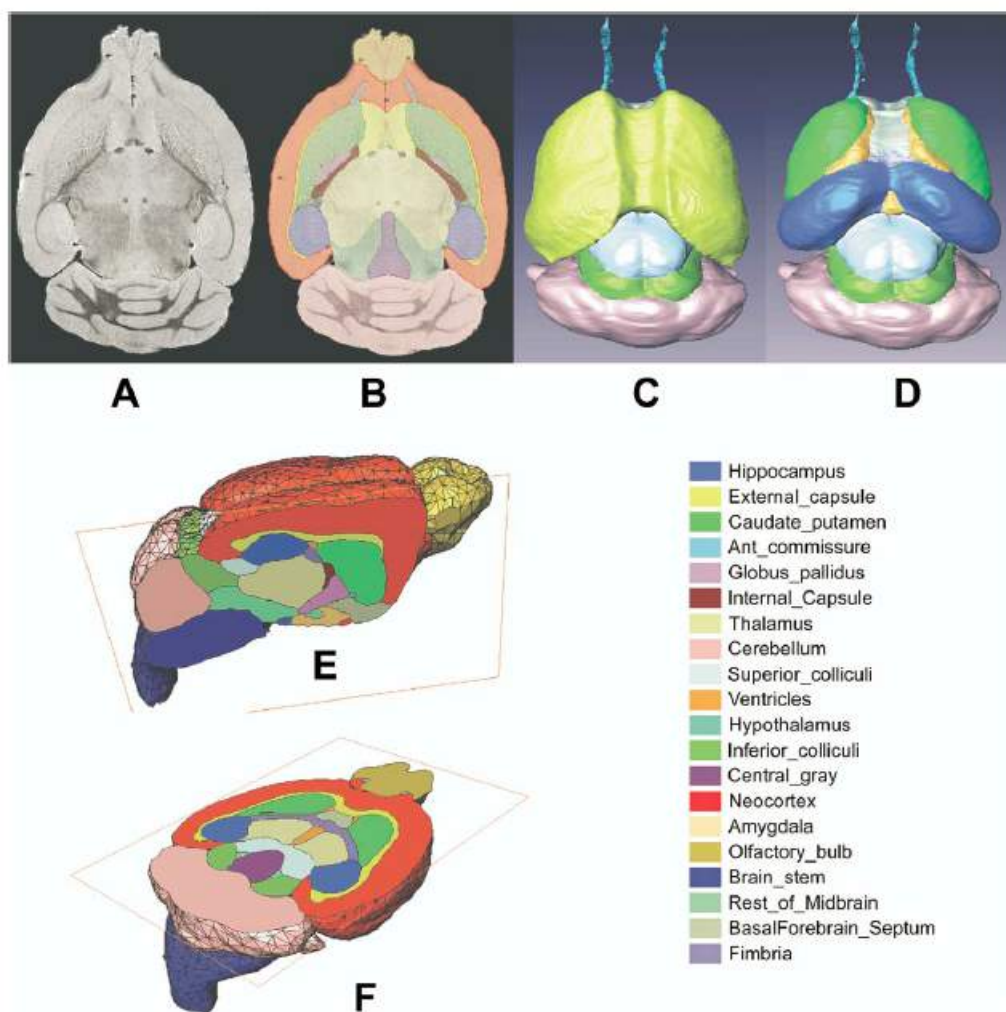 A
B
C
D
E
F
Hippocampus
External_capsule
Caudate_putamen
Ant_commissure
Globus_pallidus
Internal_Capsule
Thalamus
Cerebellum
Superior_colliculi
Ventricles
Hypothalamus
Inferior_colliculi
Central_gray
Neocortex
Amygdala
Olfactory_bulb
Brain_stem
Rest_of_Midbrain
BasalForebrain_Septum
Fimbria